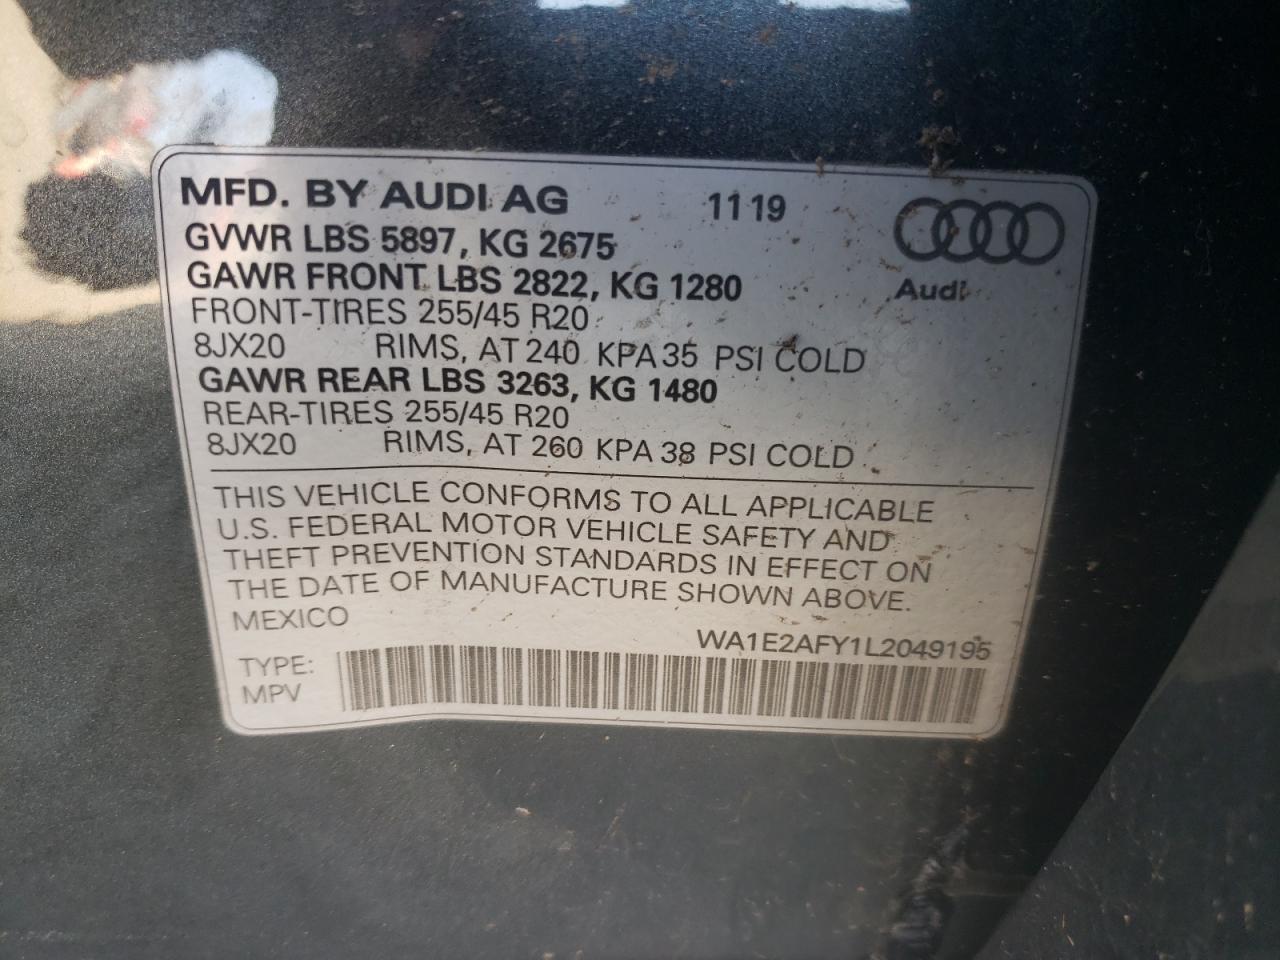 MFD. BY AUDI AG 11 19
GVWR LBS 5897, KG 2675
GAWR FRONT LBS 2822, KG 1280
Audi
FRONT-TIRES 255/45 R20
8JX20 RIMS, AT 240 KPA 35 PSI COLD
GAWR REAR LBS 3263, KG 1480
REAR-TIRES 255/45 R20
8JX20 RIMS, AT 260 KPA 38 PSI COLD
THIS VEHICLE CONFORMS TO ALL APPLICABLE
U.S. FEDERAL MOTOR VEHICLE SAFETY AND
THEFT PREVENTION STANDARDS IN EFFECT ON
THE DATE OF MANUFACTURE SHOWN ABOVE.
MEXICO
WA1E2AFY1L2049195
TYPE:
MPV